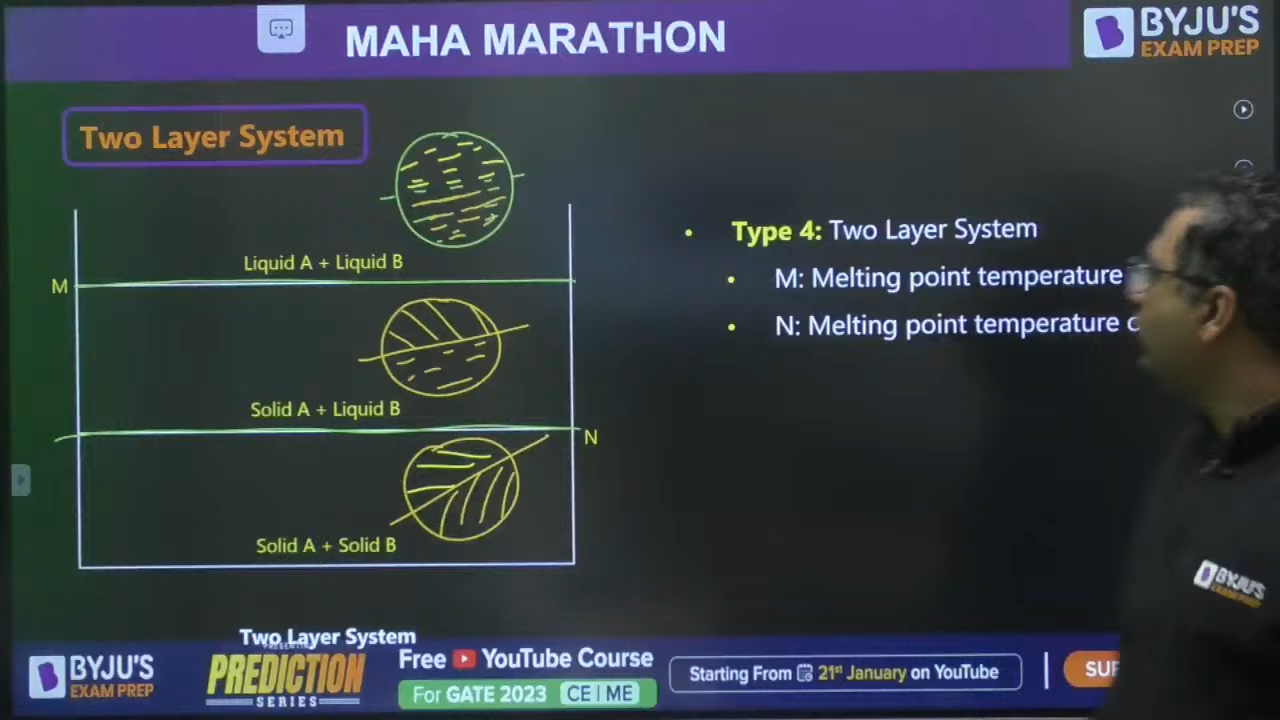 MAHA MARATHON
BYJU'S
EXAM PREP
Two Layer System
Liquid A + Liquid B
M
Solid A + Liquid B
N
Solid A + Solid B
Two Layer System
• Type 4: Two Layer System
• M: Melting point temperature
• N: Melting point temperature
BYJU'S
BYJU'S
EXAM PREP
PREDICTION
SERIES
Free YouTube Course
For GATE 2023 CE | ME
Starting From 21st January on YouTube